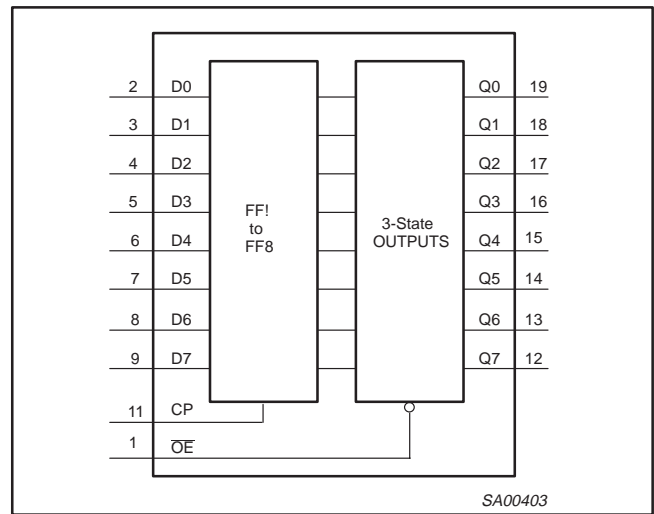 2 D0 Q0 19
3 D1 Q1 18
4 D2 Q2 17
5 D3 Q3 16
FF!
to
FF8
3-State
OUTPUTS
6 D4 Q4 15
7 D5 Q5 14
8 D6 Q6 13
9 D7 Q7 12
11 CP
1 O̅E̅
SA00403